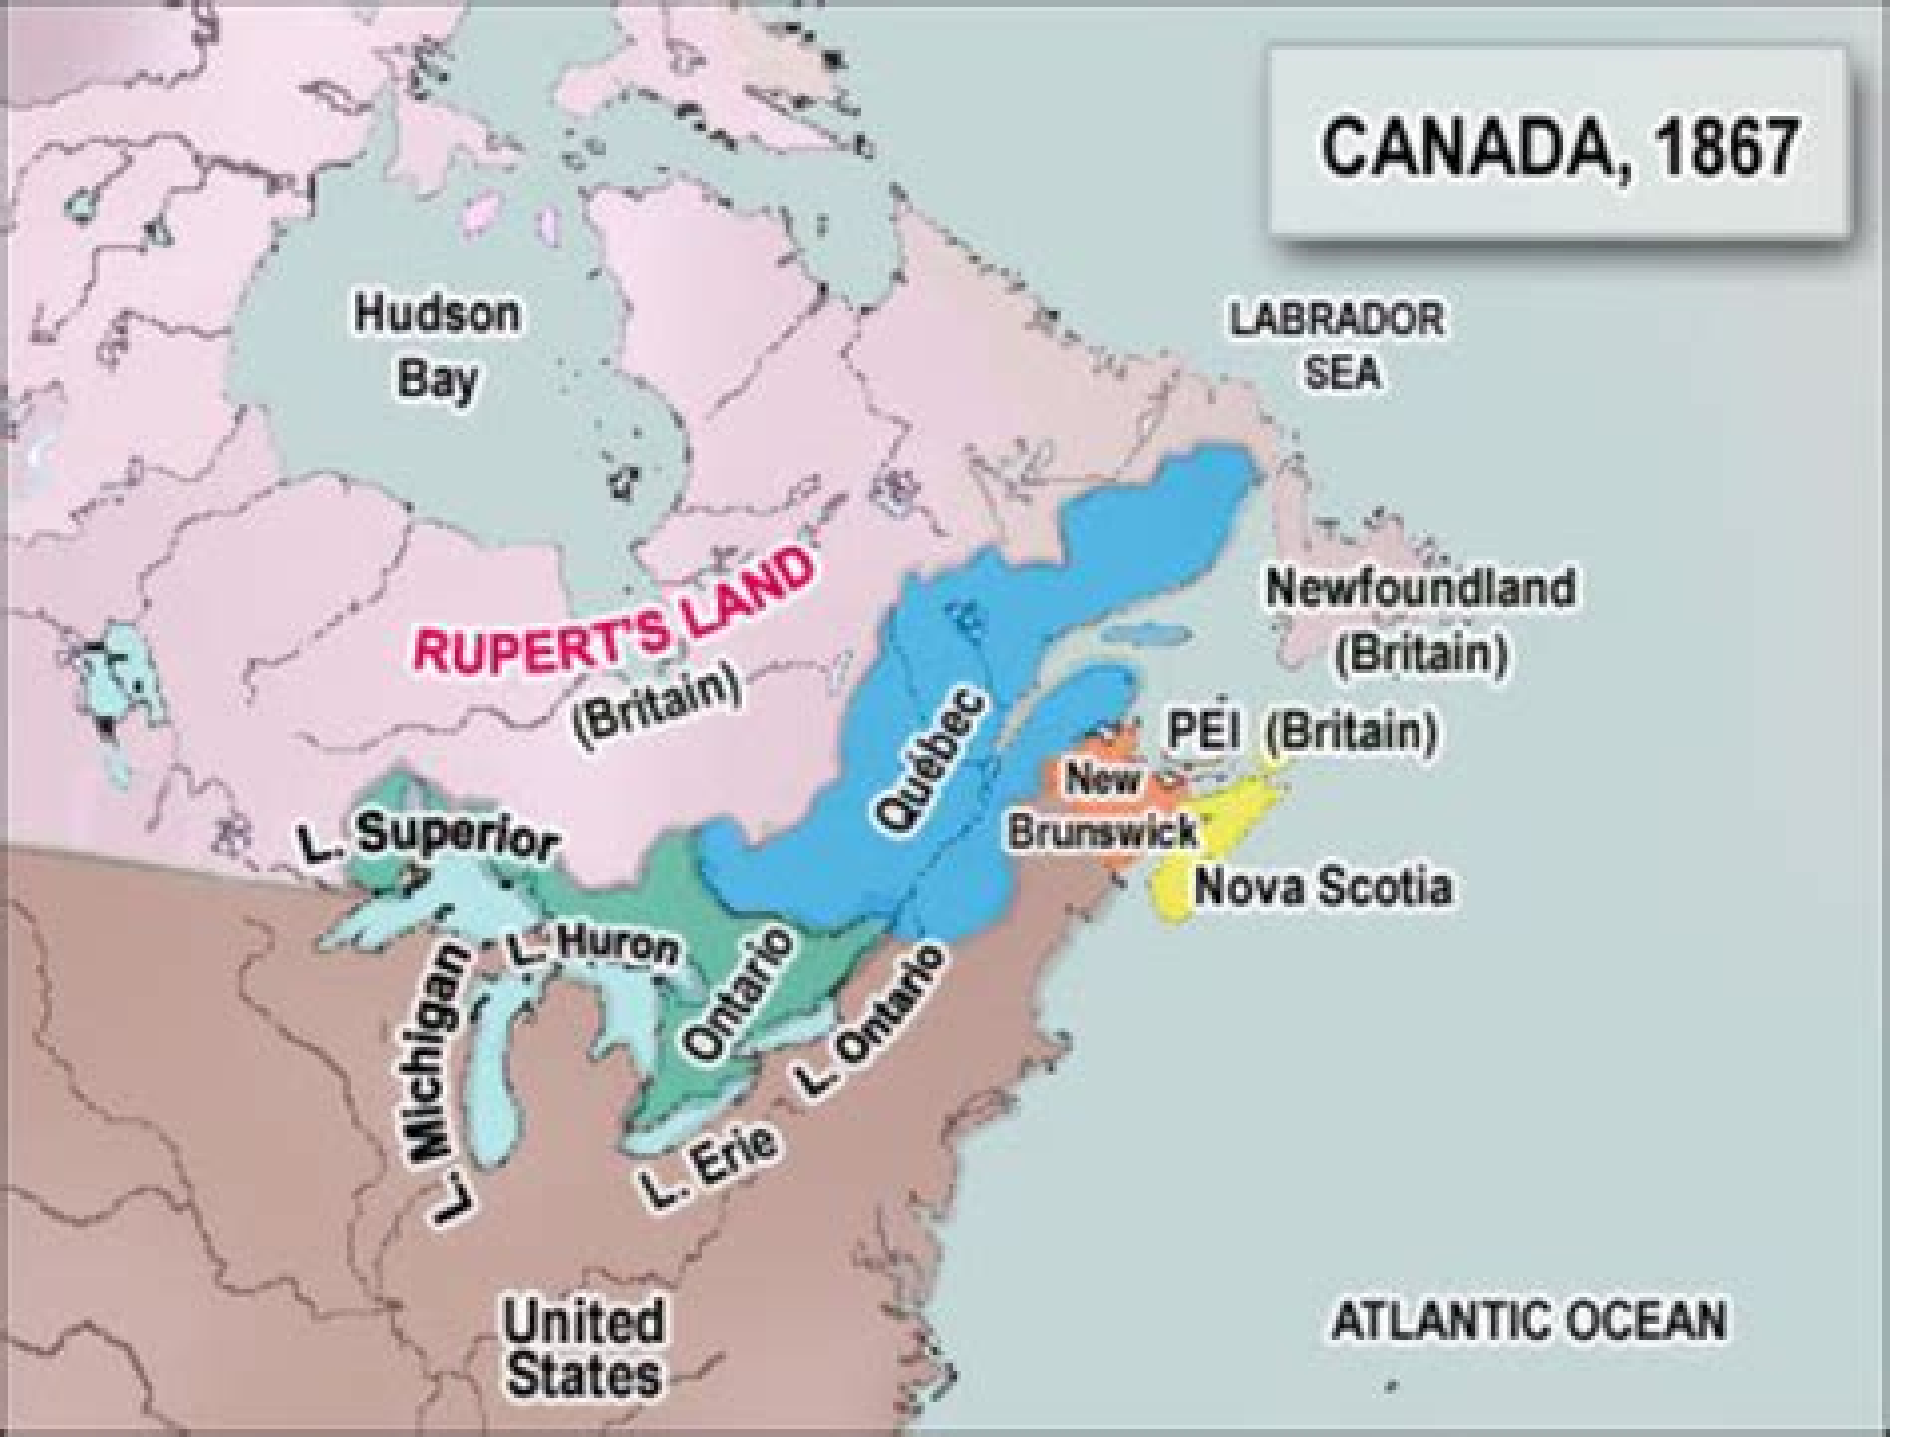 CANADA, 1867
Hudson
Bay
LABRADOR
SEA
RUPERT'S LAND
(Britain)
Newfoundland
(Britain)
PEI (Britain)
Québec
New
Brunswick
Nova Scotia
L. Superior
L. Huron
L. Michigan
Ontario
L. Ontario
L. Erie
United
States
ATLANTIC OCEAN